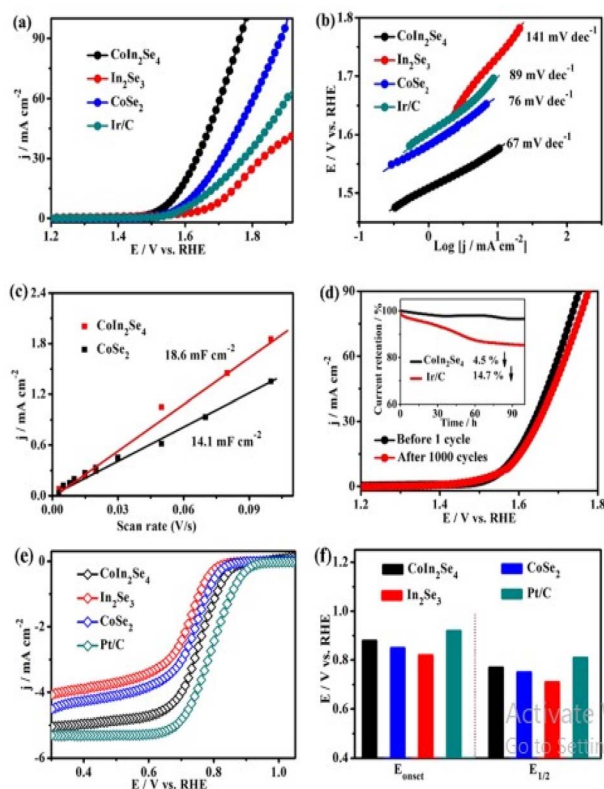 (a)
90
60
30
0
j / mA cm⁻²
CoIn₂Se₄
In₂Se₃
CoSe₂
Ir/C
1.2 1.4 1.6 1.8
E / V vs. RHE
(b)
1.8
1.7
1.6
1.5
E / V vs. RHE
CoIn₂Se₄
In₂Se₃
CoSe₂
Ir/C
141 mV dec⁻¹
89 mV dec⁻¹
76 mV dec⁻¹
67 mV dec⁻¹
-1 0 1 2
Log [j / mA cm⁻²]
(c)
2.4
1.8
1.2
0.6
0.0
j / mA cm⁻²
CoIn₂Se₄
CoSe₂
18.6 mF cm⁻²
14.1 mF cm⁻²
0.00 0.03 0.06 0.09
Scan rate (V/s)
(d)
90
60
30
0
j / mA cm⁻²
100
80
60
Current retention / %
CoIn₂Se₄ 4.5 % ↓
Ir/C 14.7 % ↓
0 30 60 90
Time / h
Before 1 cycle
After 1000 cycles
1.2 1.4 1.6 1.8
E / V vs. RHE
(e)
0
-2
-4
-6
j / mA cm⁻²
CoIn₂Se₄
In₂Se₃
CoSe₂
Pt/C
0.4 0.6 0.8 1.0
E / V vs. RHE
(f)
1.2
1.0
0.8
0.6
0.4
E / V vs. RHE
CoIn₂Se₄
CoSe₂
In₂Se₃
Pt/C
Eonset
E1/2
Activate
Go to Settin